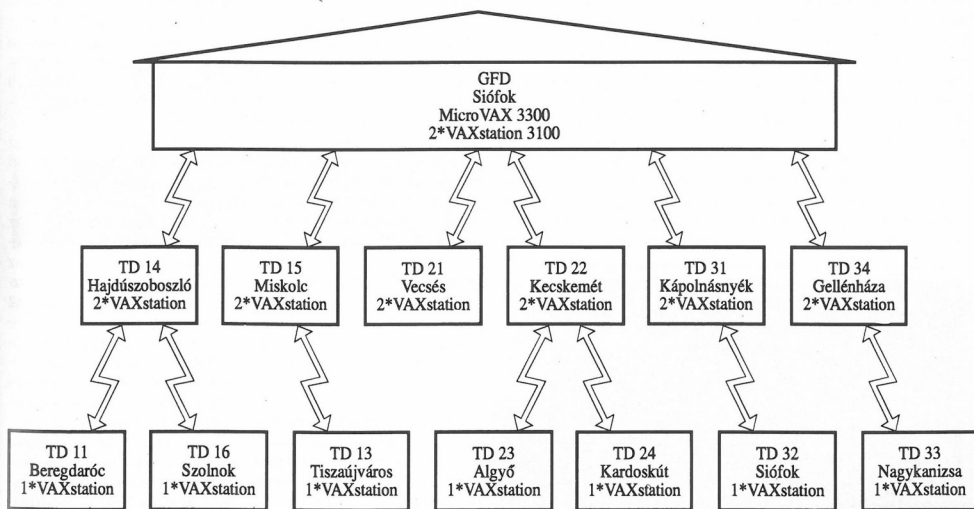 GFD
Siófok
MicroVAX 3300
2*VAXstation 3100
TD 14
Hajdúszoboszló
2*VAXstation
TD 15
Miskolc
2*VAXstation
TD 21
Vecsés
2*VAXstation
TD 22
Kecskemét
2*VAXstation
TD 31
Kápolnásnyék
2*VAXstation
TD 34
Gellénháza
2*VAXstation
TD 11
Beregdaróc
1*VAXstation
TD 16
Szolnok
1*VAXstation
TD 13
Tiszaújváros
1*VAXstation
TD 23
Algyő
1*VAXstation
TD 24
Kardoskút
1*VAXstation
TD 32
Siófok
1*VAXstation
TD 33
Nagykanizsa
1*VAXstation